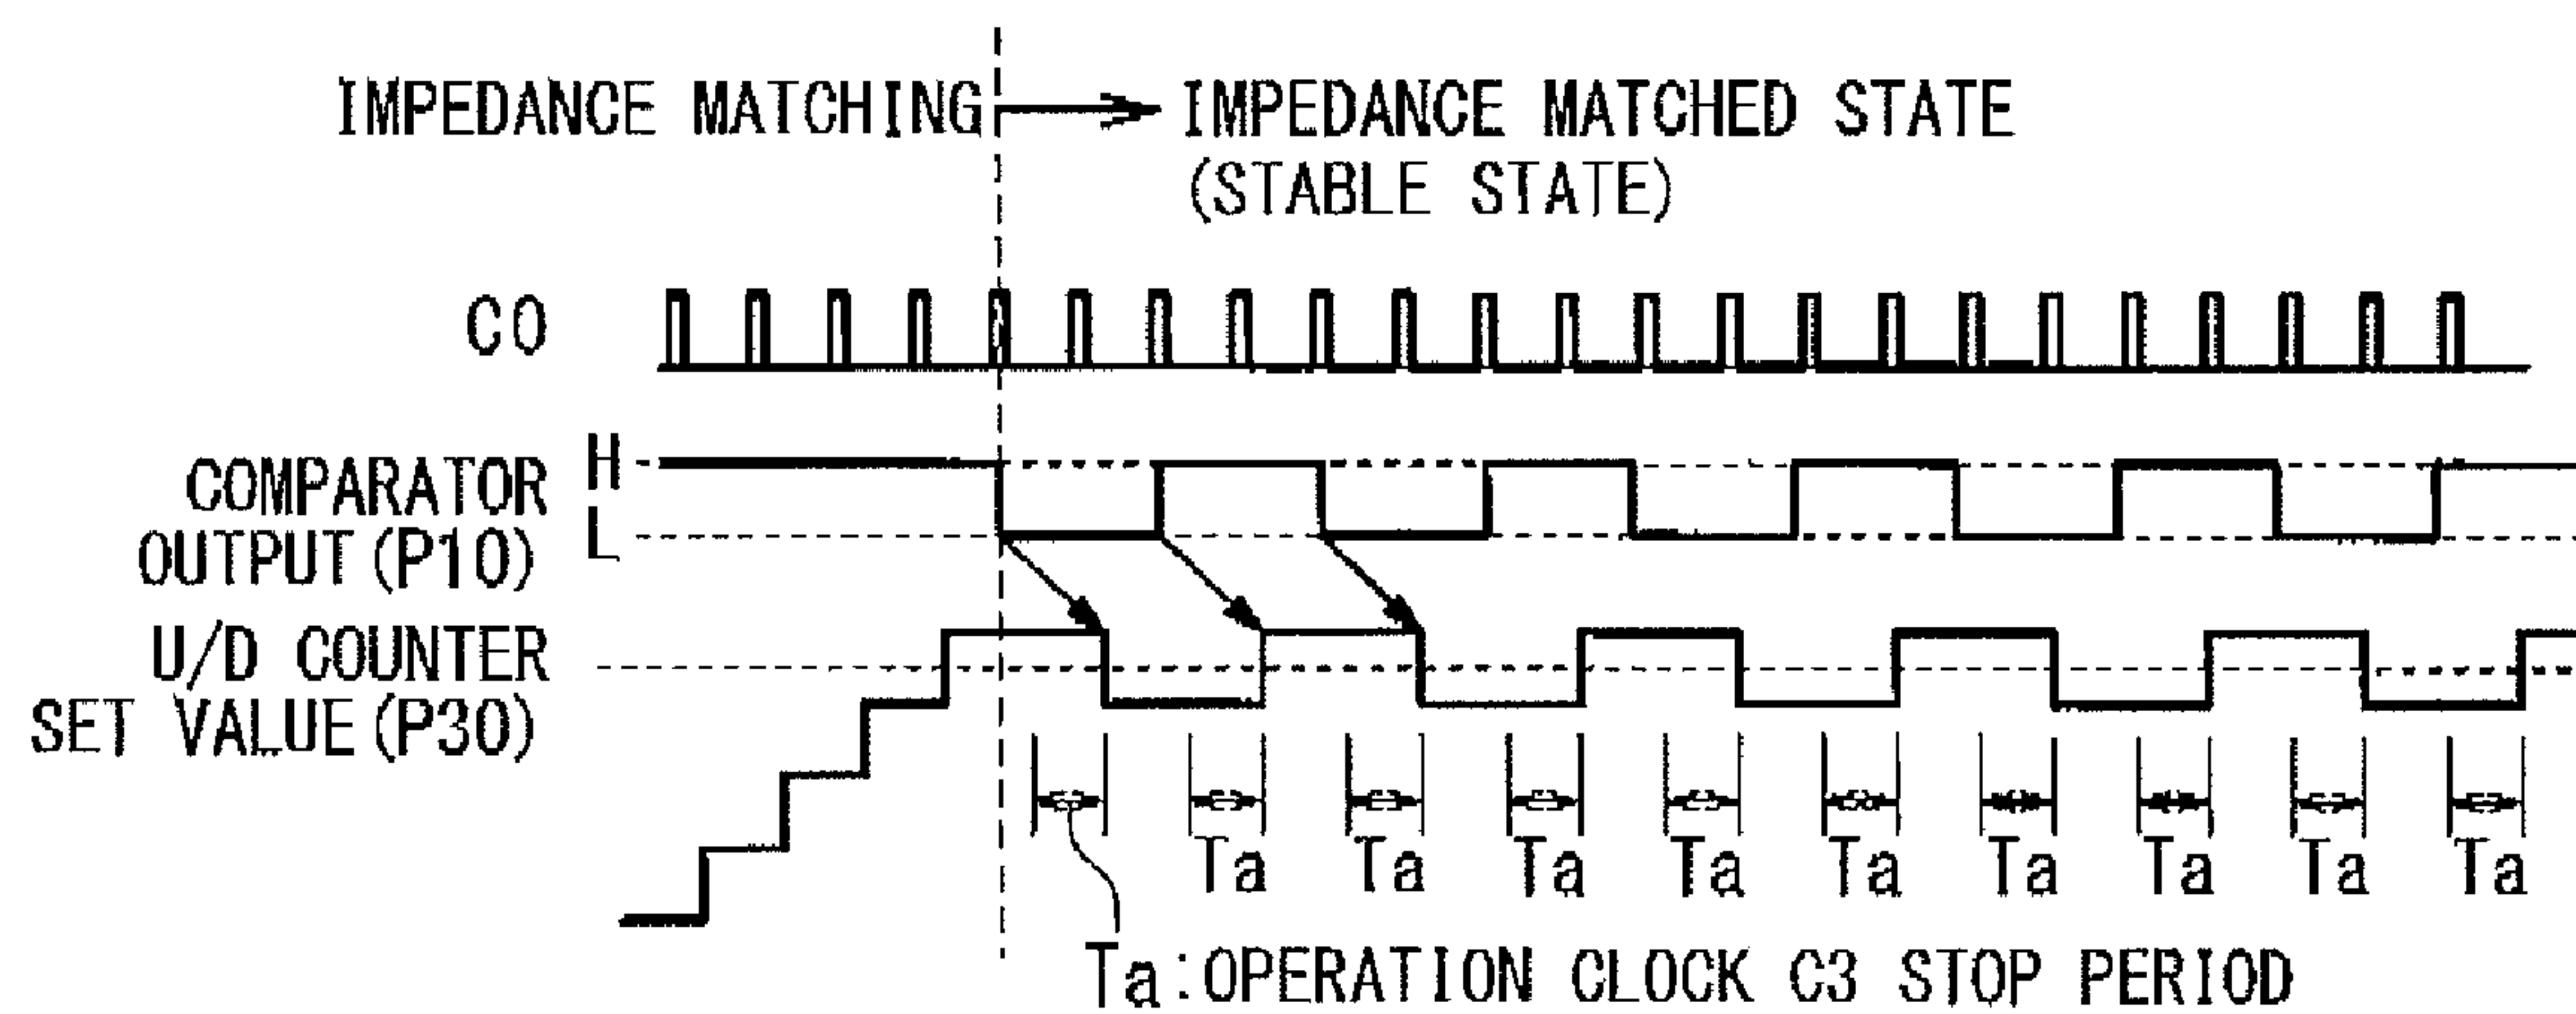 IMPEDANCE MATCHING
IMPEDANCE MATCHED STATE
(STABLE STATE)
C0
COMPARATOR
OUTPUT(P10)
H
L
U/D COUNTER
SET VALUE(P30)
Ta Ta Ta Ta Ta Ta Ta Ta Ta
Ta:OPERATION CLOCK C3 STOP PERIOD